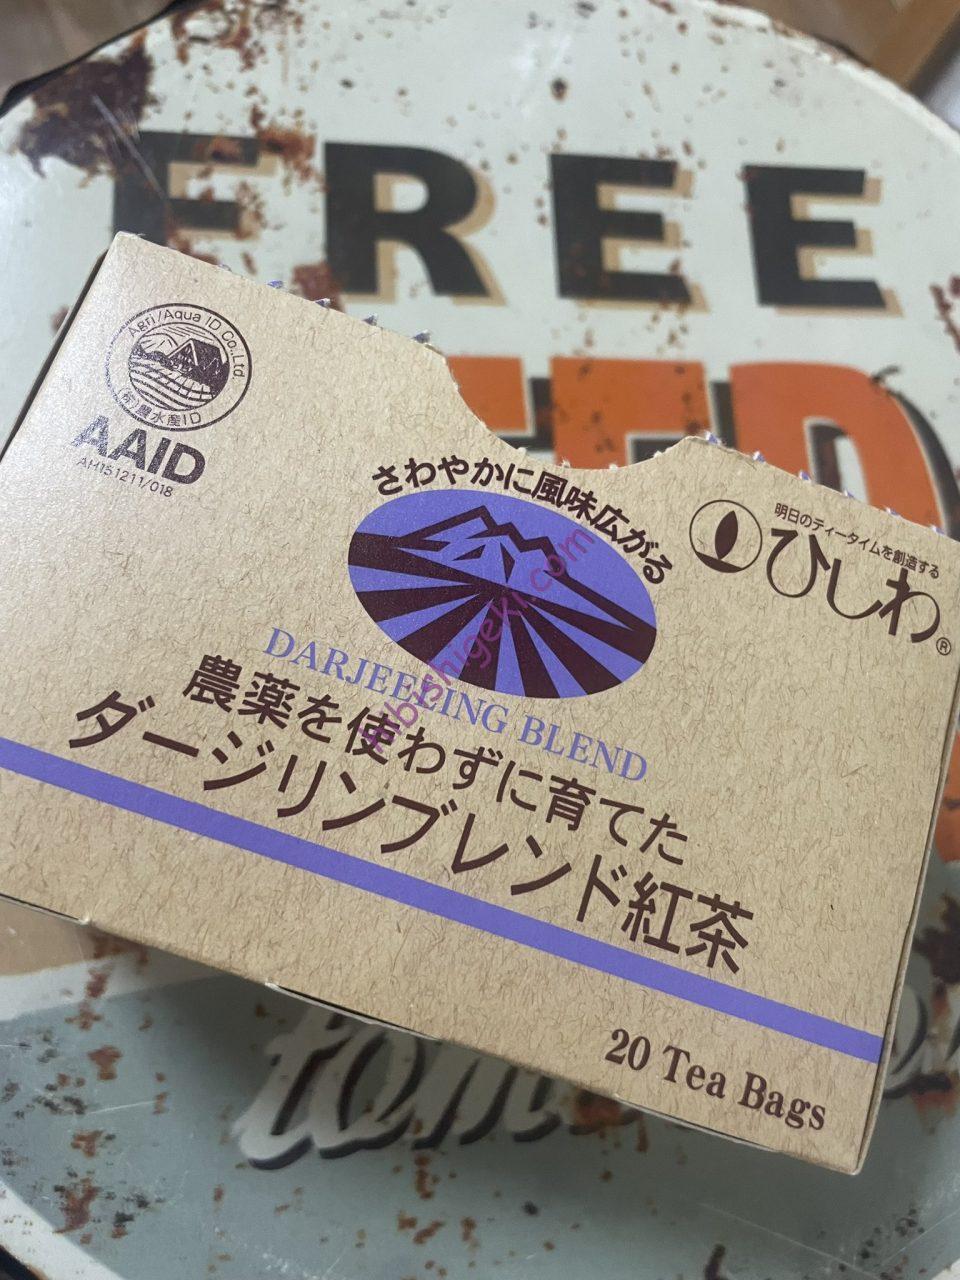 FREE
Agri/Aqua ID Co.,Ltd
(株)農水産ID
AAID
AH151211/018
さわやかに風味広がる
明日のティータイムを創造する
ひしわ®
DARJEELING BLEND
農薬を使わずに育てた
ダージリンブレンド紅茶
20 Tea Bags